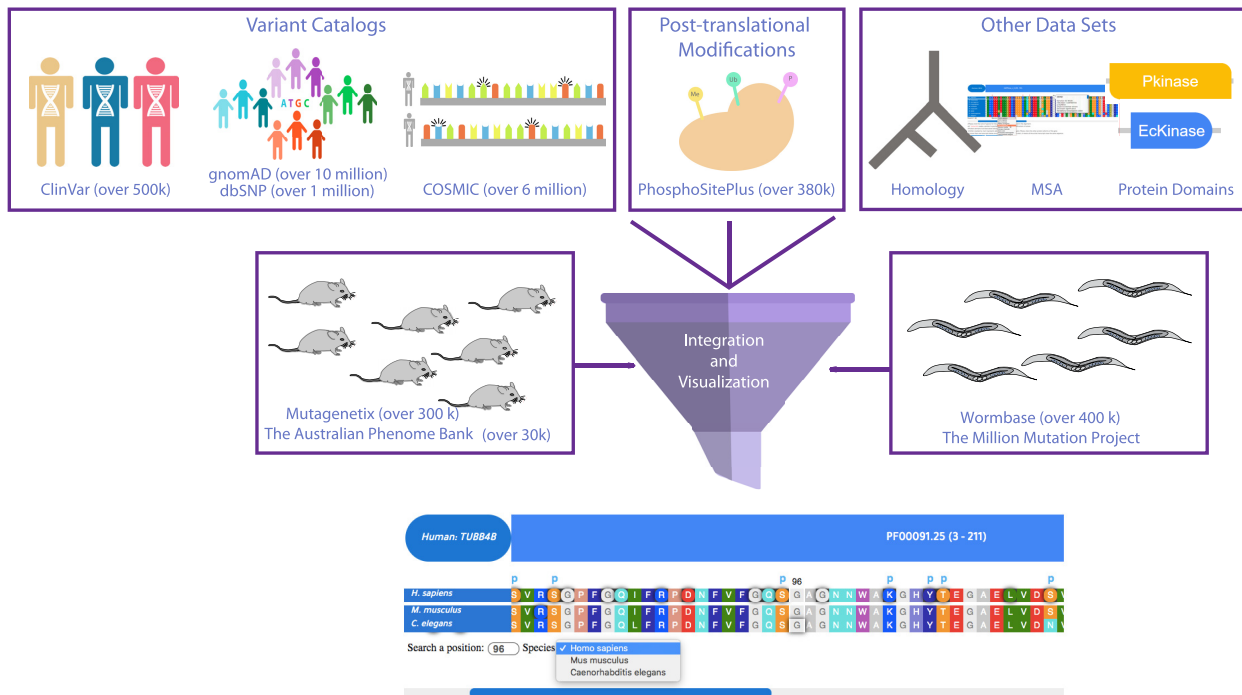 Variant Catalogs
ATGC
ClinVar (over 500k)
gnomAD (over 10 million)
dbSNP (over 1 million)
COSMIC (over 6 million)
Post-translational
Modifications
Me
Ub
P
PhosphoSitePlus (over 380k)
Other Data Sets
Pkinase
EcKinase
Homology
MSA
Protein Domains
Mutagenetix (over 300 k)
The Australian Phenome Bank (over 30k)
Integration
and
Visualization
Wormbase (over 400 k)
The Million Mutation Project
Human: TUBB4B
PF00091.25 (3 - 211)
P P P 96 P P P P
H. sapiens S V R S G P F G Q I F R P D N F V F G Q S G A G N N W A K G H Y T E G A E L V D S V
M. musculus S V R S G P F G Q I F R P D N F V F G Q S G A G N N W A K G H Y T E G A E L V D S V
C. elegans S V R S G P F G Q L F R P D N F V F G Q S G A G N N W A K G H Y T E G A E L V D N V
Search a position: 96 Species ✓ Homo sapiens
Mus musculus
Caenorhabditis elegans